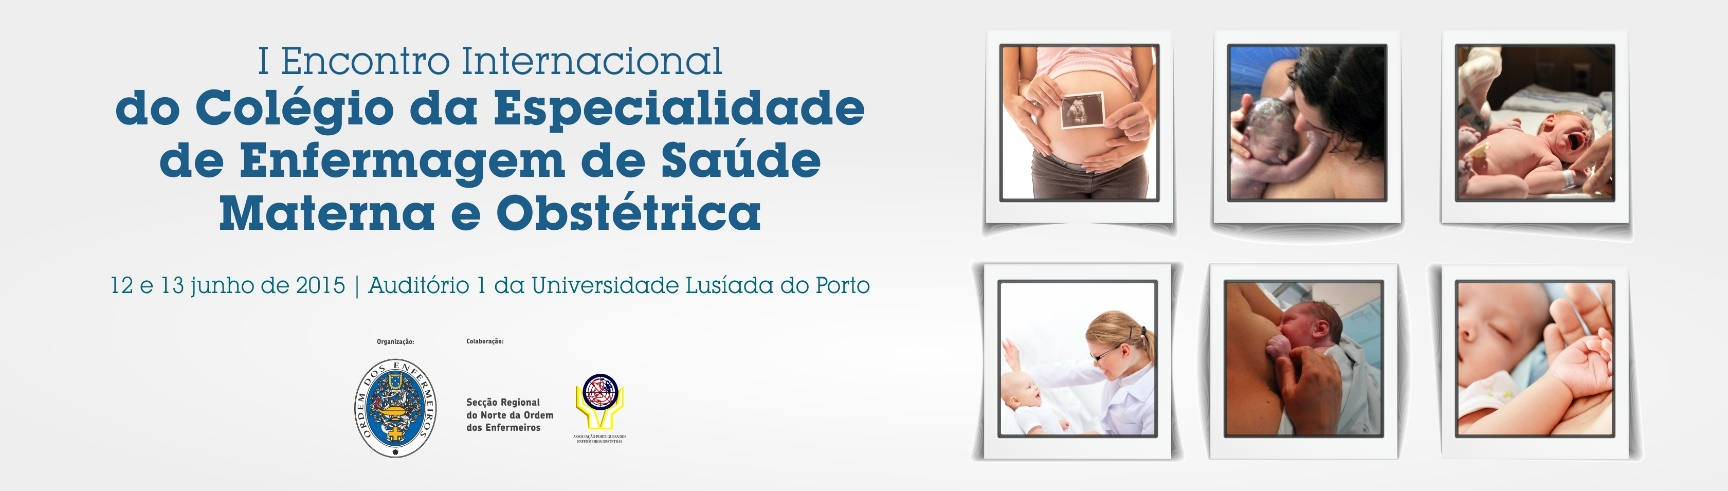 I Encontro Internacional
do Colégio da Especialidade
de Enfermagem de Saúde
Materna e Obstétrica
12 e 13 junho de 2015 | Auditório 1 da Universidade Lusíada do Porto
Organização:
Colaboração:
ORDEM DOS ENFERMEIROS
Secção Regional
do Norte da Ordem
dos Enfermeiros